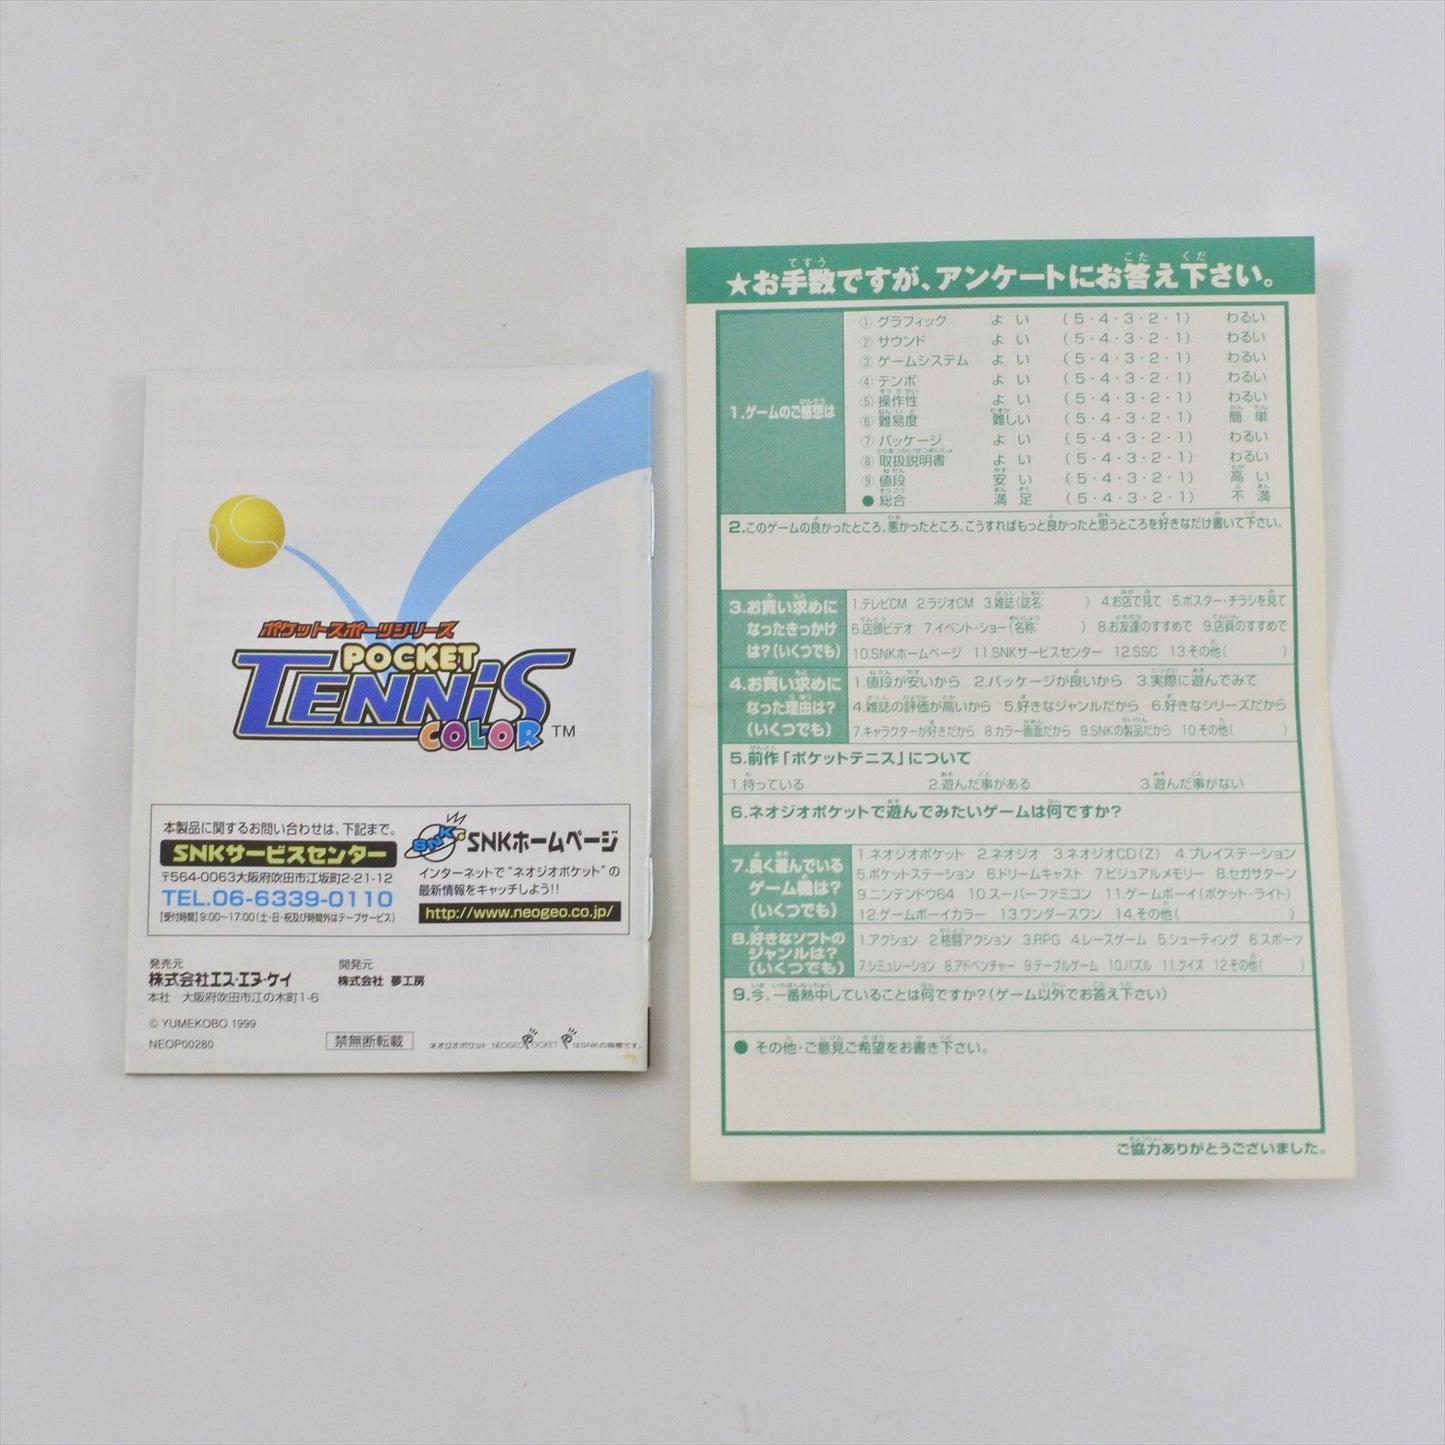 ポケットスポーツシリーズ
POCKET
TENNIS
COLOR TM
本製品に関するお問い合わせは、下記まで。
SNKサービスセンター
〒564-0063大阪府吹田市江坂町2-21-12
TEL.06-6339-0110
[受付時間]9:00〜17:00(土・日・祝及び時間外はテープサービス)
SNK
SNKホームページ
インターネットで“ネオジオポケット”の
最新情報をキャッチしよう!!
http://www.neogeo.co.jp/
発売元
株式会社エス・エヌ・ケイ
本社 大阪府吹田市江の木町1-6
開発元
株式会社 夢工房
© YUMEKOBO 1999
NEOP00280
禁無断転載
ネオジオポケット、NEOGEO POCKET はSNKの商標です。
★お手数ですが、アンケートにお答え下さい。
1.ゲームのご感想は
① グラフィック よい (5・4・3・2・1) わるい
② サウンド よい (5・4・3・2・1) わるい
③ ゲームシステム よい (5・4・3・2・1) わるい
④ テンポ よい (5・4・3・2・1) わるい
⑤ 操作性 よい (5・4・3・2・1) わるい
⑥ 難易度 難しい (5・4・3・2・1) 簡単
⑦ パッケージ よい (5・4・3・2・1) わるい
⑧ 取扱説明書 よい (5・4・3・2・1) わるい
⑨ 値段 安い (5・4・3・2・1) 高い
● 総合 満足 (5・4・3・2・1) 不満
2.このゲームの良かったところ、悪かったところ、こうすればもっと良かったと思うところを好きなだけ書いて下さい。
3.お買い求めに
なったきっかけ
は?(いくつでも)
1.テレビCM 2.ラジオCM 3.雑誌(誌名: ) 4.お店で見て 5.ポスター・チラシを見て
6.店頭ビデオ 7.イベント・ショー(名称: ) 8.お友達のすすめで 9.店員のすすめで
10.SNKホームページ 11.SNKサービスセンター 12.SSC 13.その他( )
4.お買い求めに
なった理由は?
(いくつでも)
1.値段が安いから 2.パッケージが良いから 3.実際に遊んでみて
4.雑誌の評価が高いから 5.好きなジャンルだから 6.好きなシリーズだから
7.キャラクターが好きだから 8.カラー画面だから 9.SNKの製品だから 10.その他( )
5.前作「ポケットテニス」について
1.持っている 2.遊んだ事がある 3.遊んだ事がない
6.ネオジオポケットで遊んでみたいゲームは何ですか?
7.良く遊んでいる
ゲーム機は?
(いくつでも)
1.ネオジオポケット 2.ネオジオ 3.ネオジオCD(Z) 4.プレイステーション
5.ポケットステーション 6.ドリームキャスト 7.ビジュアルメモリー 8.セガサターン
9.ニンテンドウ64 10.スーパーファミコン 11.ゲームボーイ(ポケット・ライト)
12.ゲームボーイカラー 13.ワンダースワン 14.その他( )
8.好きなソフトの
ジャンルは?
(いくつでも)
1.アクション 2.格闘アクション 3.RPG 4.レースゲーム 5.シューティング 6.スポーツ
7.シミュレーション 8.アドベンチャー 9.テーブルゲーム 10.パズル 11.クイズ 12.その他( )
9.今、一番熱中していることは何ですか?(ゲーム以外でお答え下さい)
● その他・ご意見ご希望をお書き下さい。
ご協力ありがとうございました。